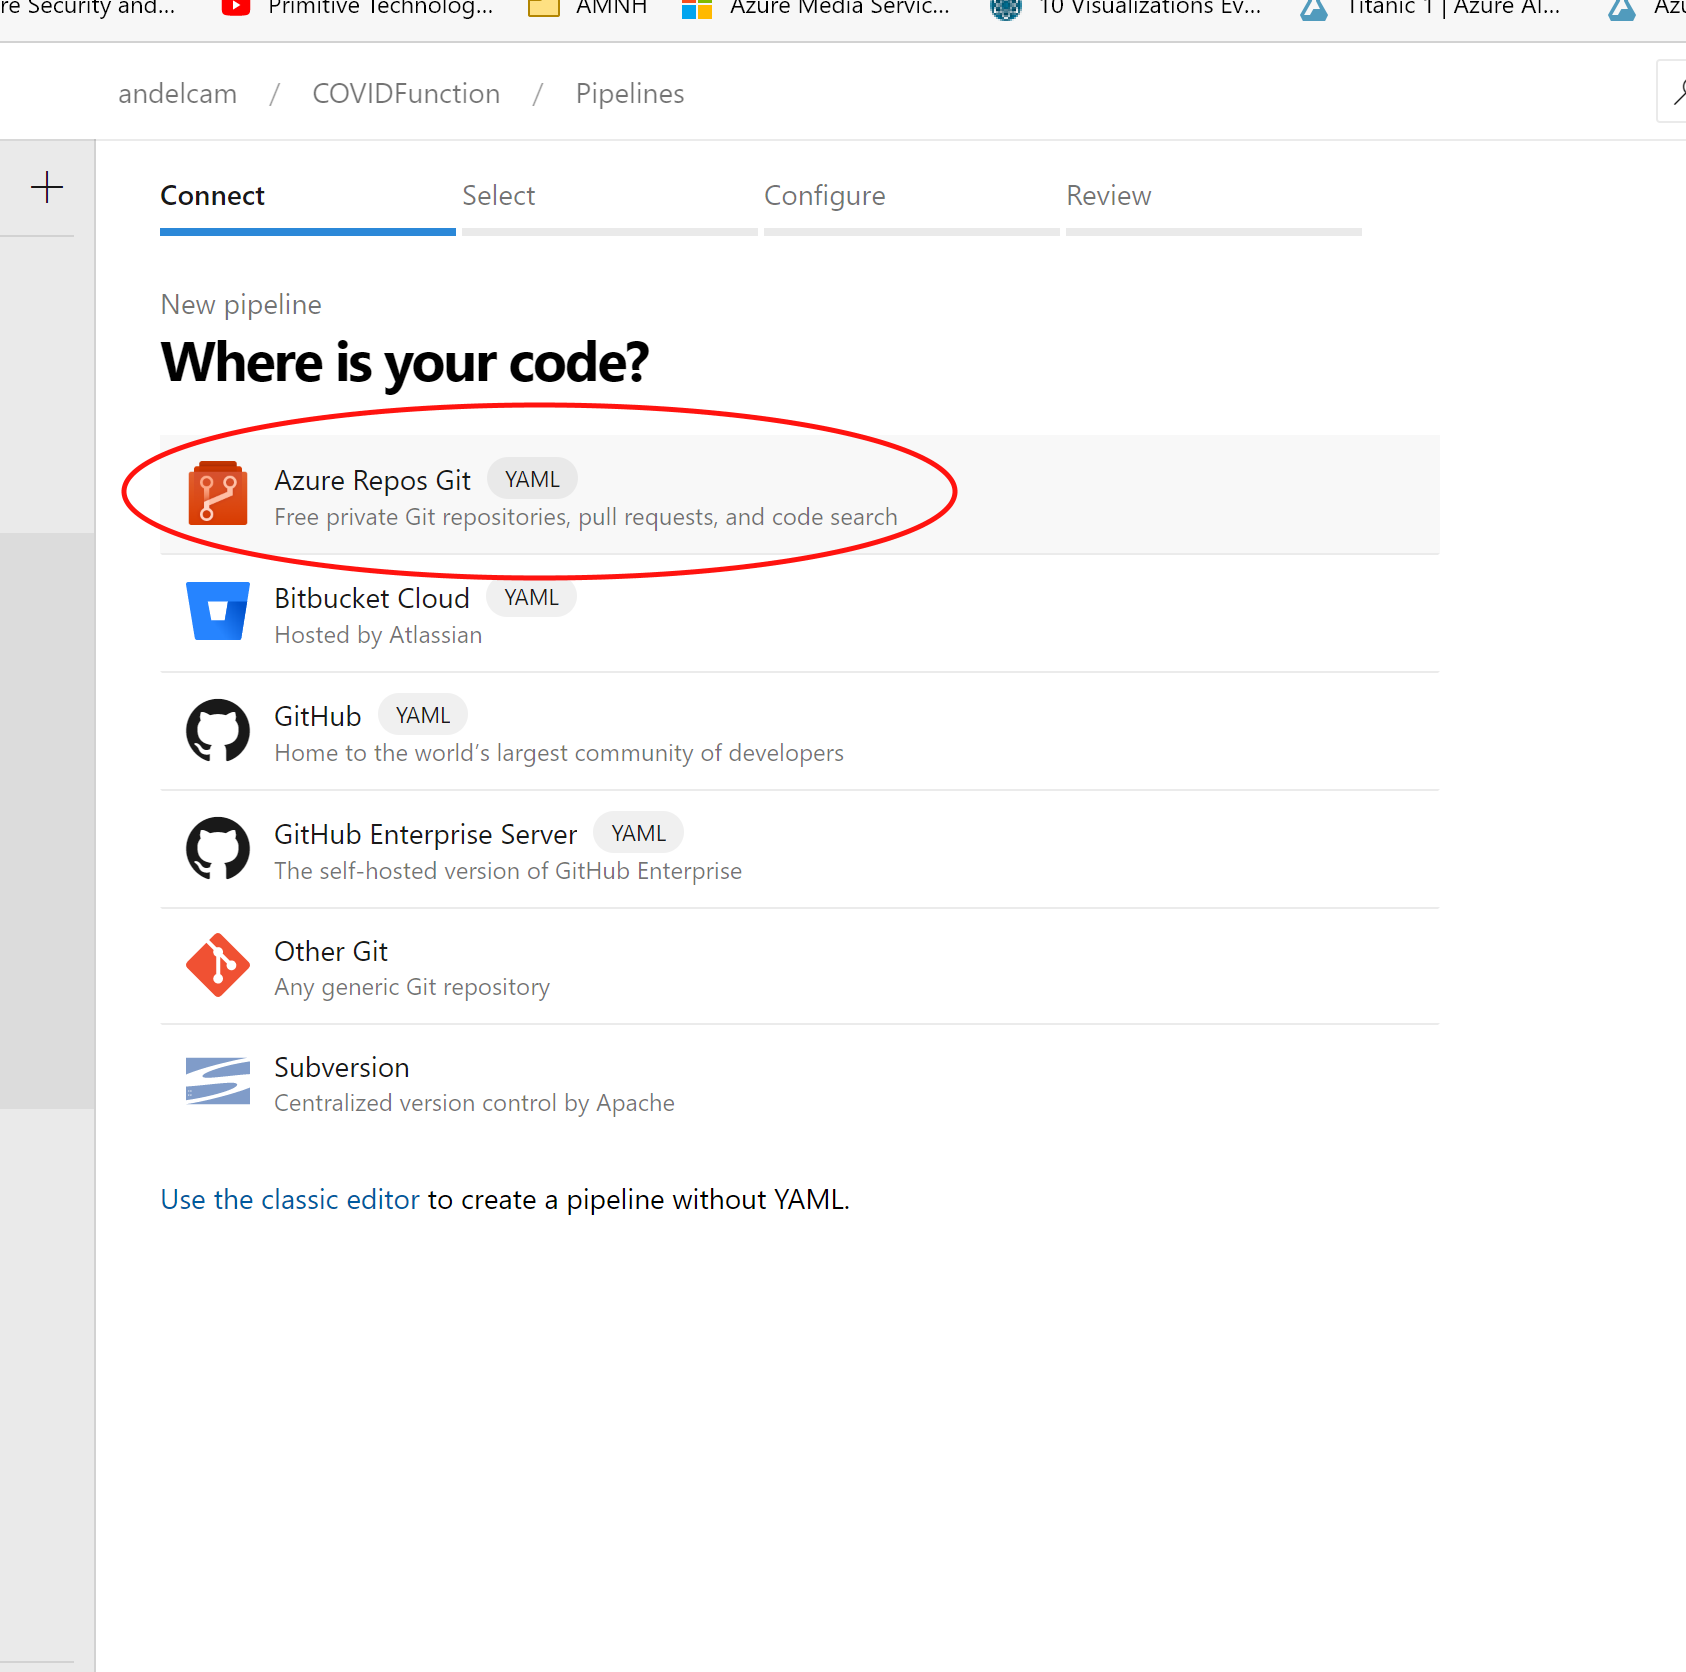 re Security and... Primitive Technolog... AMNH Azure Media Servic... 10 Visualizations Ev... Titanic 1 | Azure AI... Azu
andelcam / COVIDFunction / Pipelines
Connect Select Configure Review
New pipeline
Where is your code?
Azure Repos Git YAML
Free private Git repositories, pull requests, and code search
Bitbucket Cloud YAML
Hosted by Atlassian
GitHub YAML
Home to the world’s largest community of developers
GitHub Enterprise Server YAML
The self-hosted version of GitHub Enterprise
Other Git
Any generic Git repository
Subversion
Centralized version control by Apache
Use the classic editor to create a pipeline without YAML.